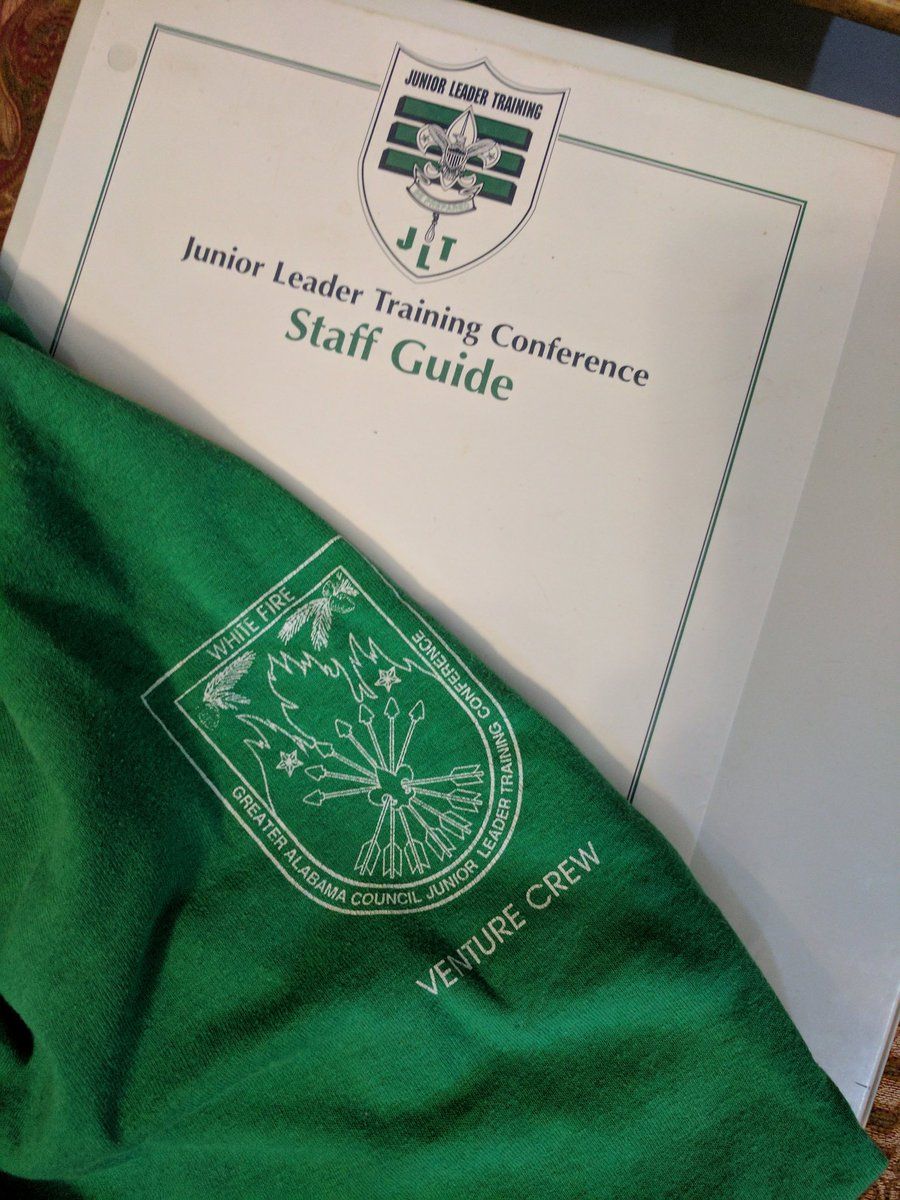 JUNIOR LEADER TRAINING
BE PREPARED
JLT
Junior Leader Training Conference
Staff Guide
WHITE FIRE
GREATER ALABAMA COUNCIL JUNIOR LEADER TRAINING CONFERENCE
VENTURE CREW